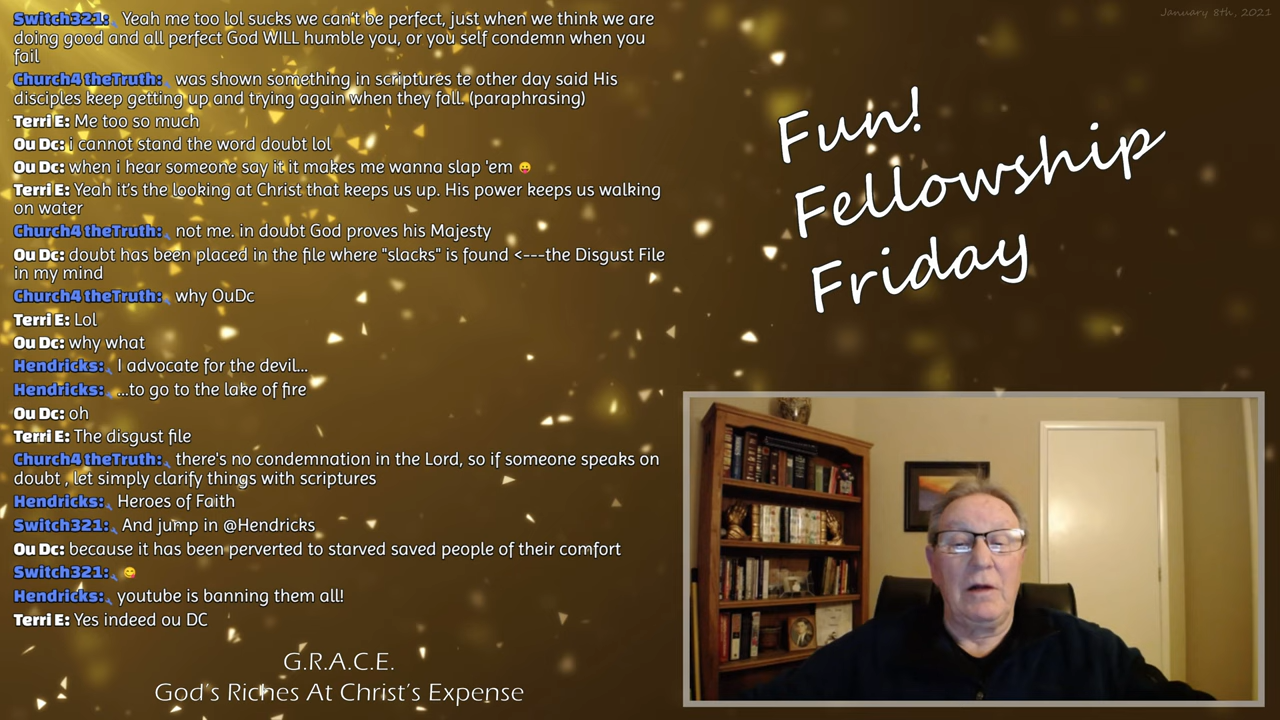 Switch321: Yeah me too lol sucks we can't be perfect, just when we think we are
doing good and all perfect God WILL humble you, or you self condemn when you
fail
Church4theTruth: was shown something in scriptures te other day said His
disciples keep getting up and trying again when they fall. (paraphrasing)
Terri E: Me too so much
Ou Dc: i cannot stand the word doubt lol
Ou Dc: when i hear someone say it it makes me wanna slap 'em 😛
Terri E: Yeah it's the looking at Christ that keeps us up. His power keeps us walking
on water
Church4theTruth: not me. in doubt God proves his Majesty
Ou Dc: doubt has been placed in the file where "slacks" is found <---the Disgust File
in my mind
Church4theTruth: why OuDc
Terri E: Lol
Ou Dc: why what
Hendricks: I advocate for the devil...
Hendricks: ...to go to the lake of fire
Ou Dc: oh
Terri E: The disgust file
Church4theTruth: there's no condemnation in the Lord, so if someone speaks on
doubt , let simply clarify things with scriptures
Hendricks: Heroes of Faith
Switch321: And jump in @Hendricks
Ou Dc: because it has been perverted to starved saved people of their comfort
Switch321: 😋
Hendricks: youtube is banning them all!
Terri E: Yes indeed ou DC
G.R.A.C.E.
God's Riches At Christ's Expense
January 8th, 2021
Fun!
Fellowship
Friday